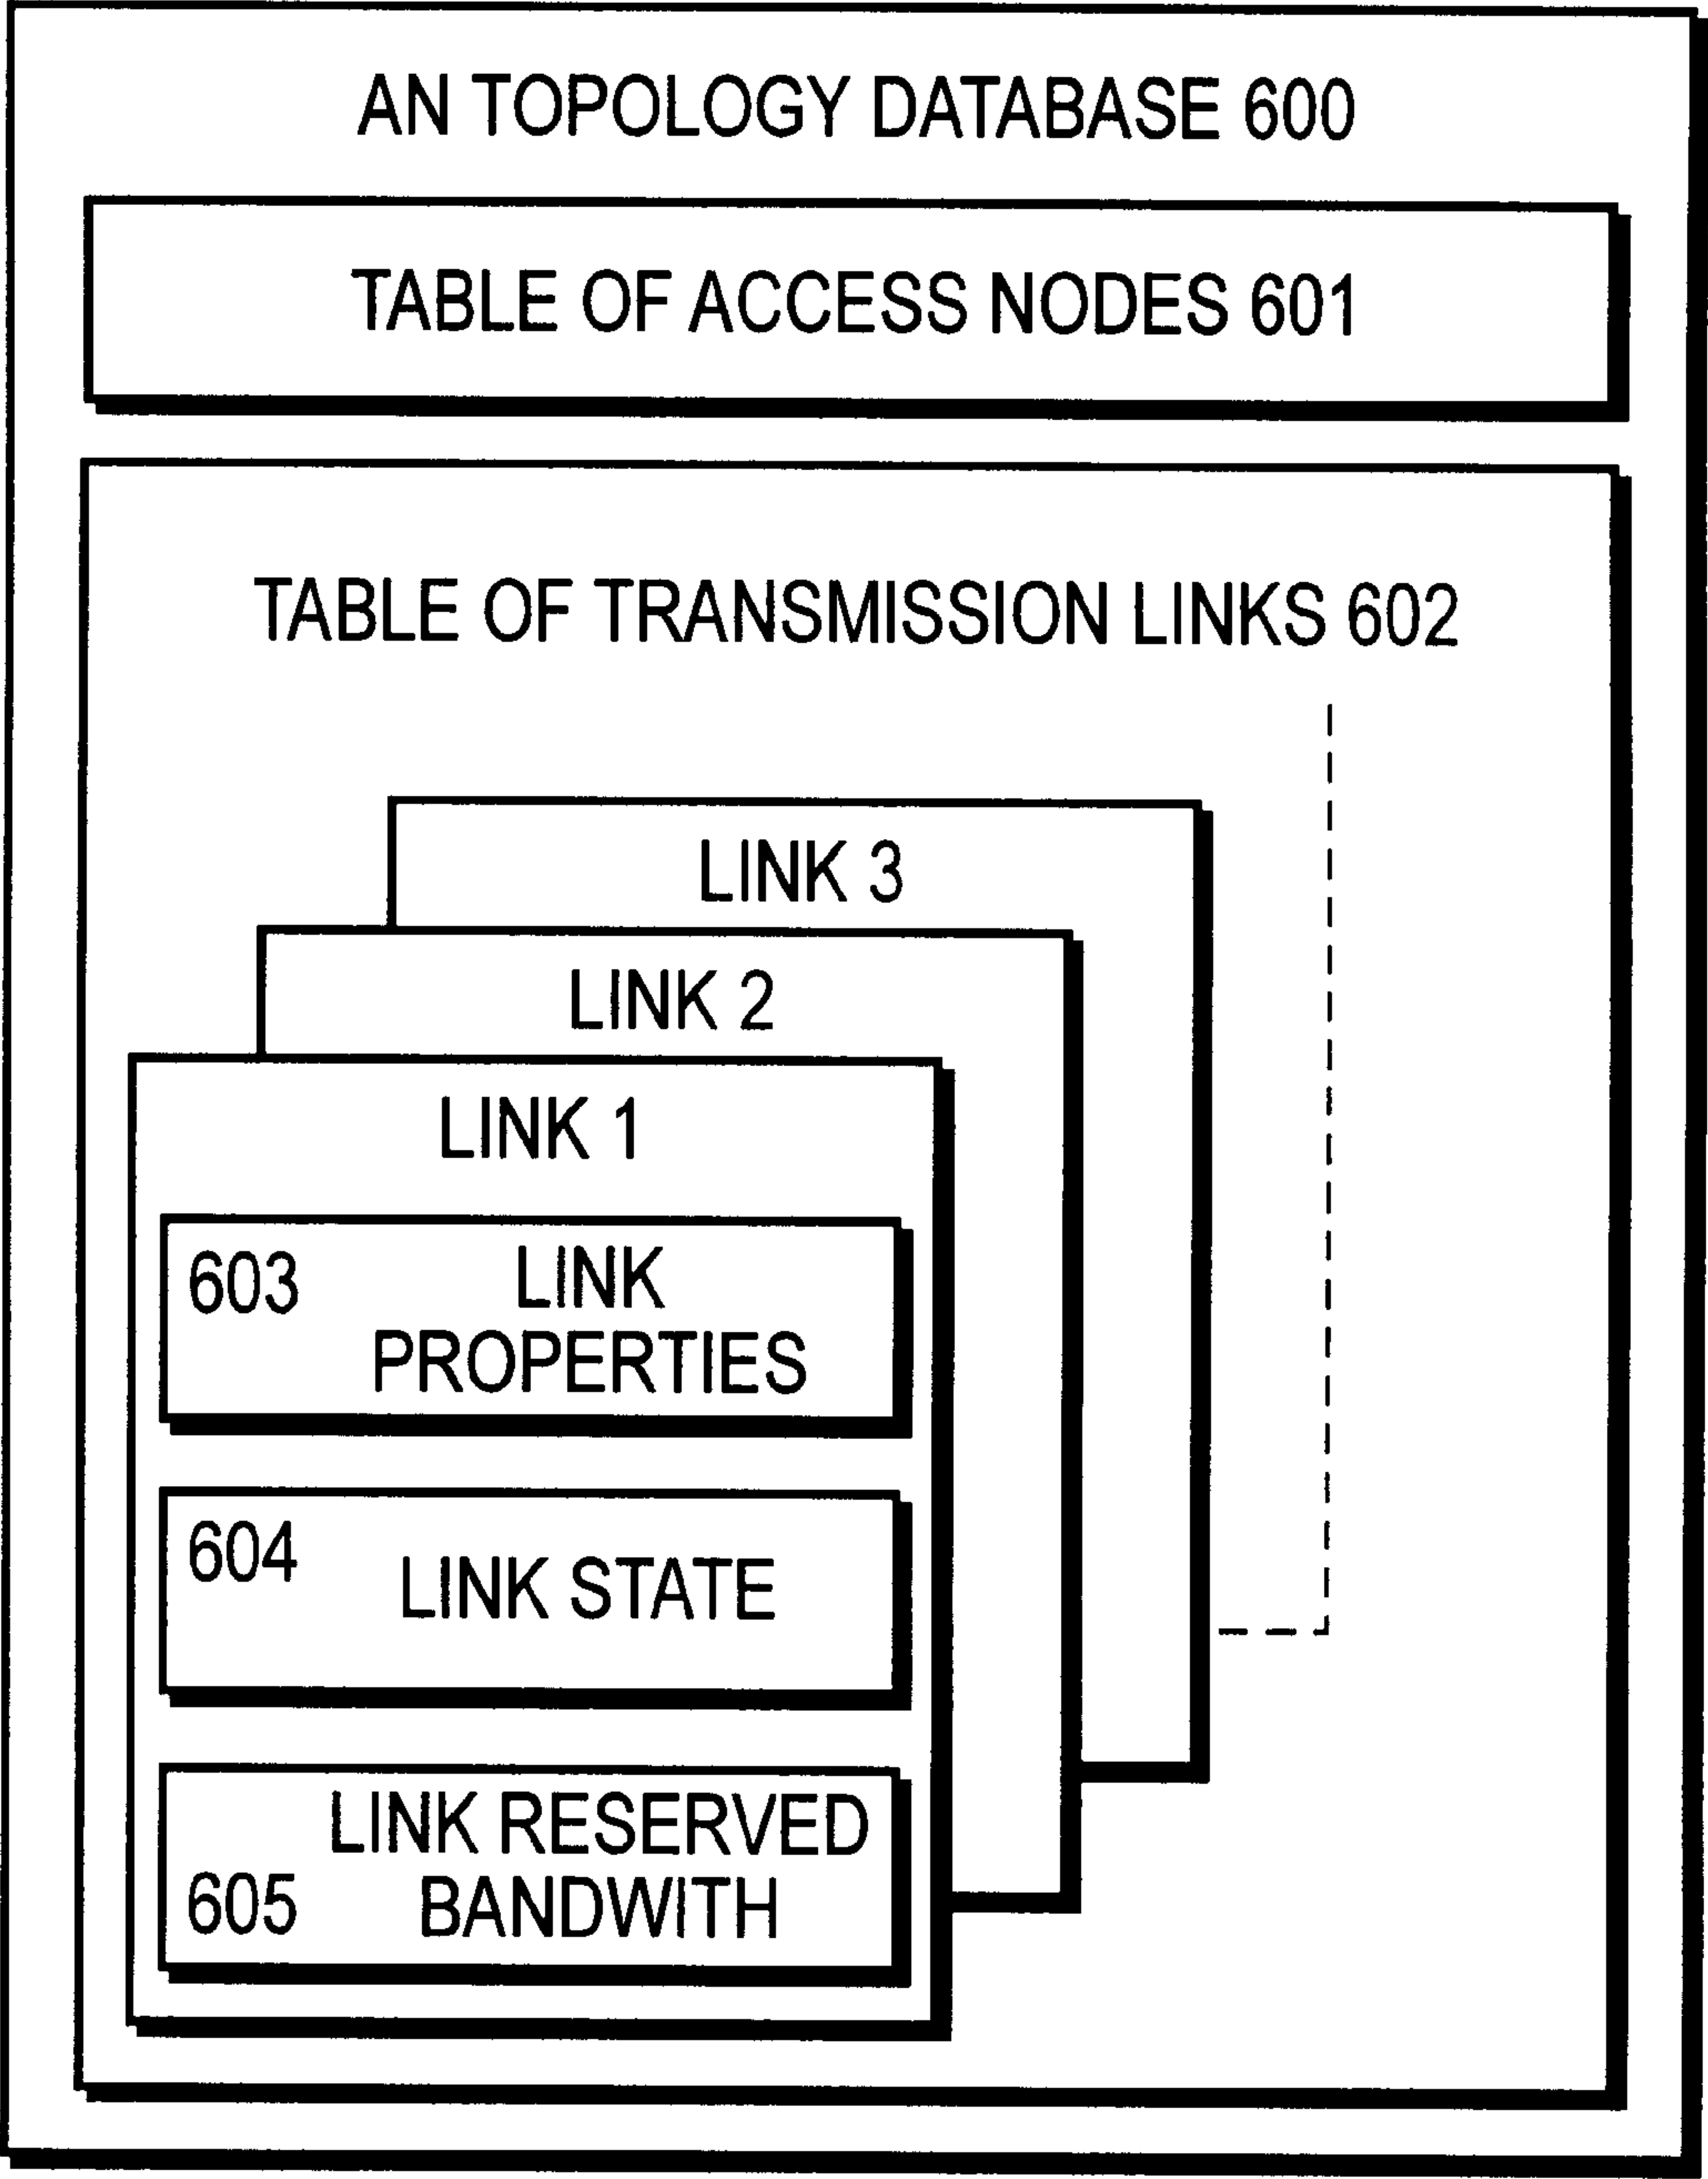 AN TOPOLOGY DATABASE 600
TABLE OF ACCESS NODES 601
TABLE OF TRANSMISSION LINKS 602
LINK 3
LINK 2
LINK 1
603 LINK
PROPERTIES
604 LINK STATE
LINK RESERVED
605 BANDWITH